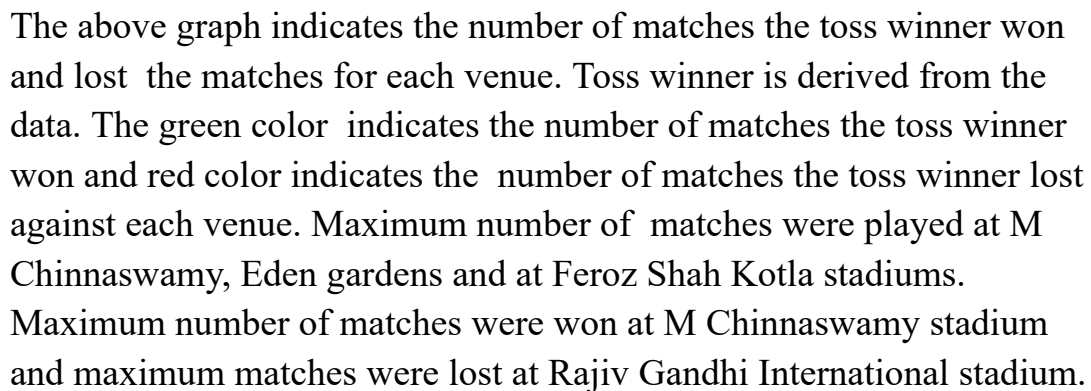 The above graph indicates the number of matches the toss winner won
and lost the matches for each venue. Toss winner is derived from the
data. The green color indicates the number of matches the toss winner
won and red color indicates the number of matches the toss winner lost
against each venue. Maximum number of matches were played at M
Chinnaswamy, Eden gardens and at Feroz Shah Kotla stadiums.
Maximum number of matches were won at M Chinnaswamy stadium
and maximum matches were lost at Rajiv Gandhi International stadium